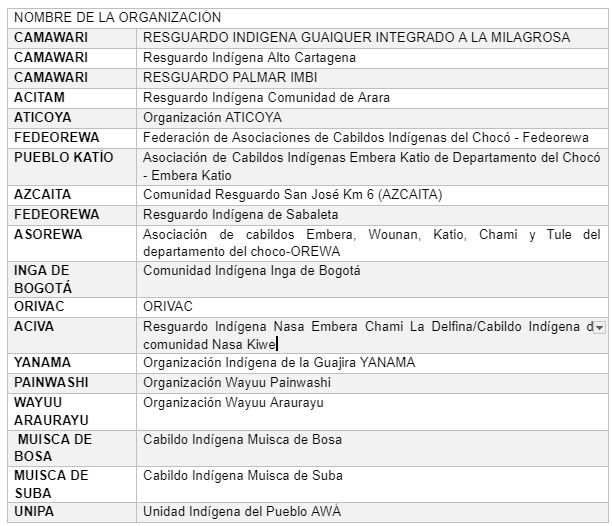 NOMBRE DE LA ORGANIZACIÓN
CAMAWARI RESGUARDO INDIGENA GUAIQUER INTEGRADO A LA MILAGROSA
CAMAWARI Resguardo Indígena Alto Cartagena
CAMAWARI RESGUARDO PALMAR IMBI
ACITAM Resguardo Indígena Comunidad de Arara
ATICOYA Organización ATICOYA
FEDEOREWA Federación de Asociaciones de Cabildos Indígenas del Chocó - Fedeorewa
PUEBLO KATÍO Asociación de Cabildos Indígenas Embera Katio de Departamento del Chocó
- Embera Katio
AZCAITA Comunidad Resguardo San José Km 6 (AZCAITA)
FEDEOREWA Resguardo Indígena de Sabaleta
ASOREWA Asociación de cabildos Embera, Wounan, Katio, Chami y Tule del
departamento del choco-OREWA
INGA DE Comunidad Indígena Inga de Bogotá
BOGOTÁ
ORIVAC ORIVAC
ACIVA Resguardo Indígena Nasa Embera Chami La Delfina/Cabildo Indígena d
comunidad Nasa Kiwe
YANAMA Organización Indígena de la Guajira YANAMA
PAINWASHI Organización Wayuu Painwashi
WAYUU Organización Wayuu Araurayu
ARAURAYU
MUISCA DE Cabildo Indígena Muisca de Bosa
BOSA
MUISCA DE Cabildo Indígena Muisca de Suba
SUBA
UNIPA Unidad Indígena del Pueblo AWÁ